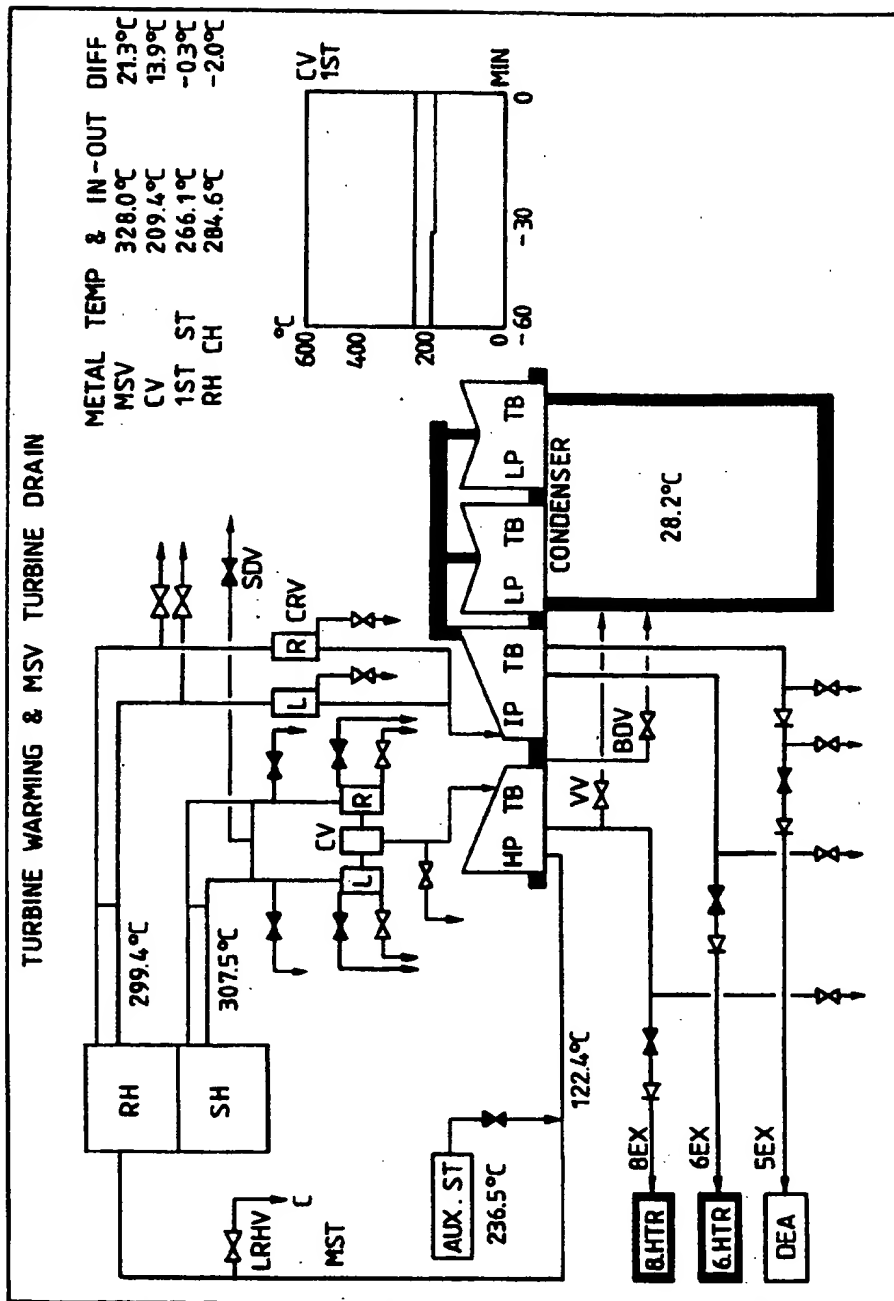 TURBINE WARMING & MSV TURBINE DRAIN
METAL TEMP & IN-OUT DIFF
MSV 328.0°C 21.3°C
CV 209.4°C 13.9°C
1ST ST 266.1°C -0.3°C
RH CH 284.6°C -2.0°C
°C
600
400
200
0
-60
-30
0
MIN
CV
1ST
RH
299.4°C
SH
307.5°C
SDV
L
R
CRV
L
CV
R
LRHV
C
MST
AUX. ST
236.5°C
122.4°C
HP TB
IP TB
LP TB
LP TB
CONDENSER
28.2°C
VV
BDV
8EX
8.HTR
6EX
6.HTR
5EX
DEA